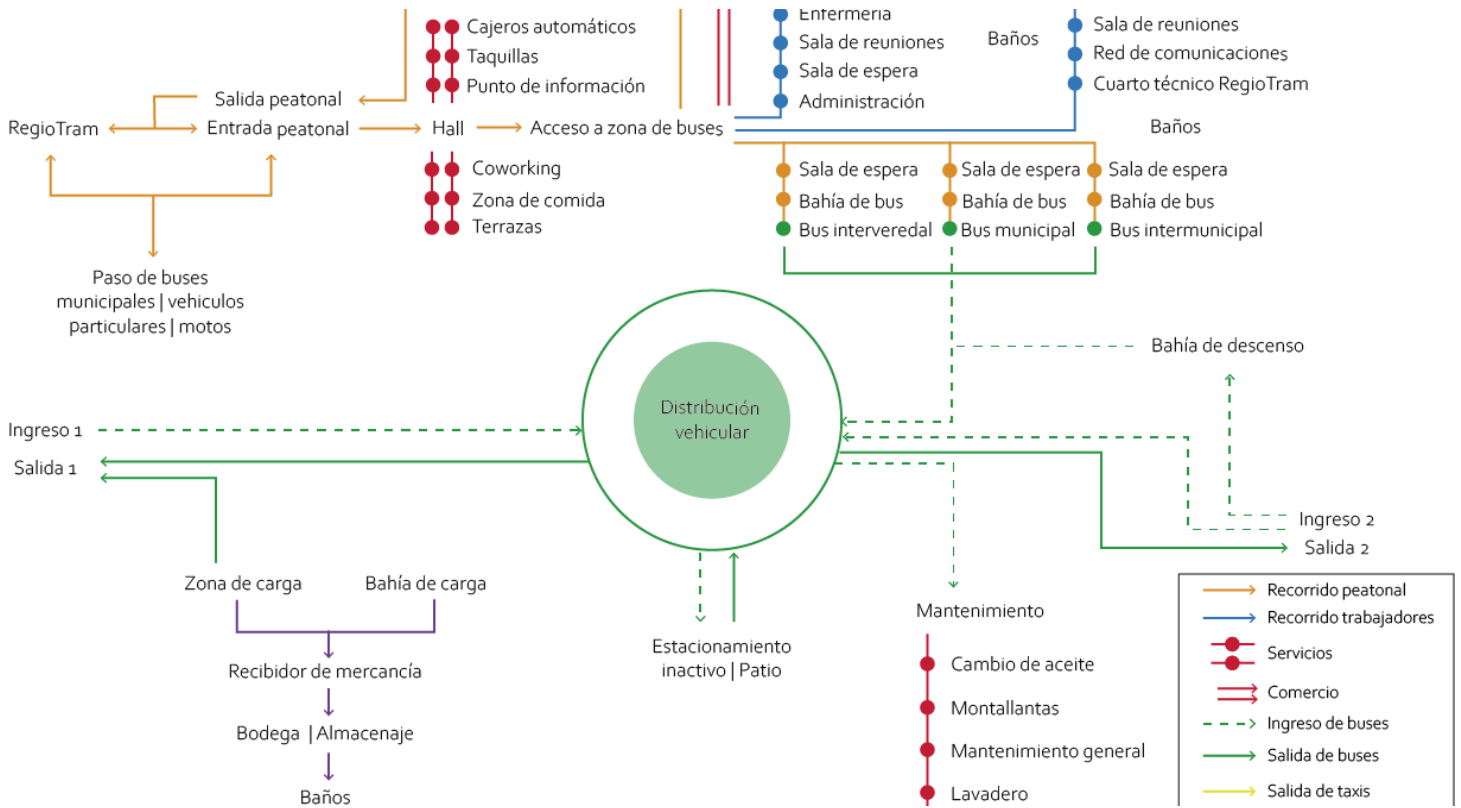 Cajeros automáticos
Taquillas
Punto de información
Enfermería
Sala de reuniones
Sala de espera
Administración
Baños
Sala de reuniones
Red de comunicaciones
Cuarto técnico RegioTram
Baños
Salida peatonal
RegioTram
Entrada peatonal
Hall
Acceso a zona de buses
Coworking
Zona de comida
Terrazas
Sala de espera
Bahía de bus
Bus interveredal
Sala de espera
Bahía de bus
Bus municipal
Sala de espera
Bahía de bus
Bus intermunicipal
Paso de buses
municipales | vehiculos
particulares | motos
Bahía de descenso
Distribución
vehicular
Ingreso 1
Salida 1
Ingreso 2
Salida 2
Zona de carga
Bahía de carga
Recibidor de mercancía
Bodega | Almacenaje
Baños
Estacionamiento
inactivo | Patio
Mantenimiento
Cambio de aceite
Montallantas
Mantenimiento general
Lavadero
Recorrido peatonal
Recorrido trabajadores
Servicios
Comercio
Ingreso de buses
Salida de buses
Salida de taxis